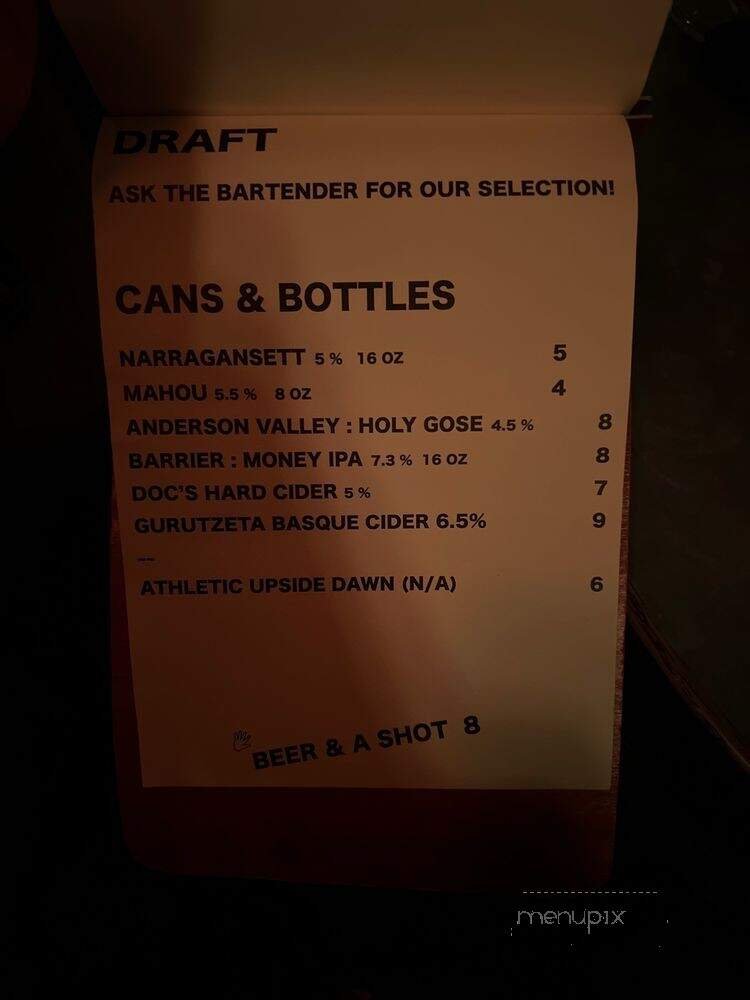 DRAFT
ASK THE BARTENDER FOR OUR SELECTION!
CANS & BOTTLES
NARRAGANSETT 5 % 16 OZ 5
MAHOU 5.5 % 8 OZ 4
ANDERSON VALLEY : HOLY GOSE 4.5 % 8
BARRIER : MONEY IPA 7.3 % 16 OZ 8
DOC'S HARD CIDER 5 % 7
GURUTZETA BASQUE CIDER 6.5% 9
—
ATHLETIC UPSIDE DAWN (N/A) 6
BEER & A SHOT 8
menupix